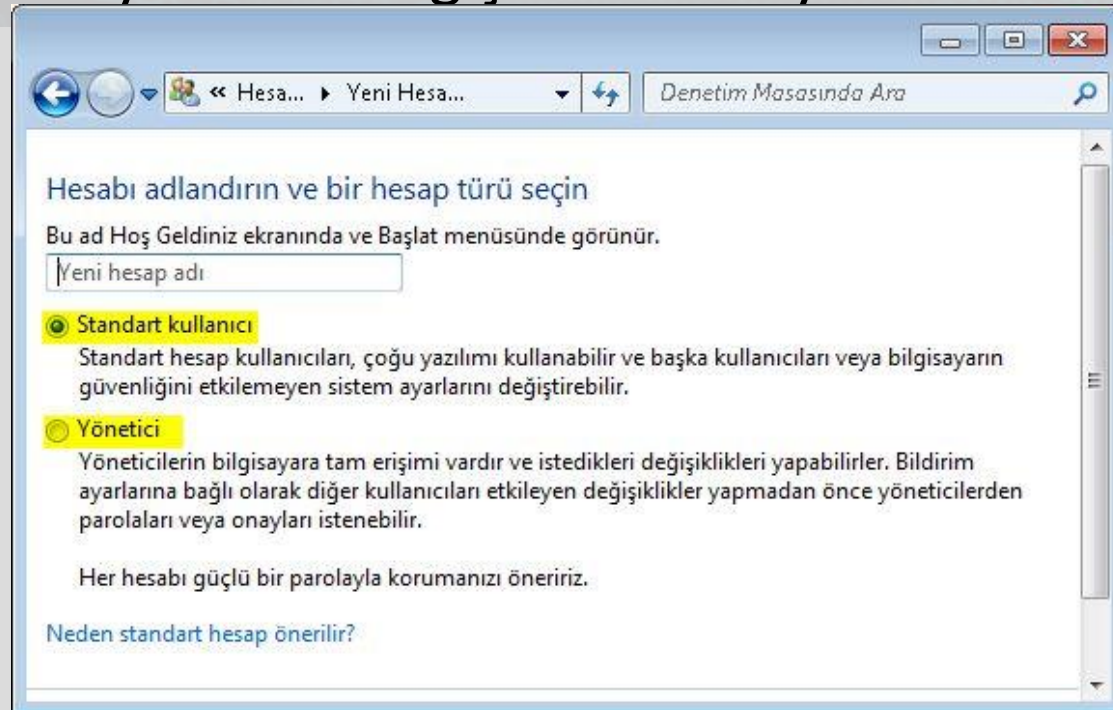 « Hesa... ▸ Yeni Hesa...
Denetim Masasında Ara
Hesabı adlandırın ve bir hesap türü seçin
Bu ad Hoş Geldiniz ekranında ve Başlat menüsünde görünür.
Yeni hesap adı
Standart kullanıcı
Standart hesap kullanıcıları, çoğu yazılımı kullanabilir ve başka kullanıcıları veya bilgisayarın
güvenliğini etkilemeyen sistem ayarlarını değiştirebilir.
Yönetici
Yöneticilerin bilgisayara tam erişimi vardır ve istedikleri değişiklikleri yapabilirler. Bildirim
ayarlarına bağlı olarak diğer kullanıcıları etkileyen değişiklikler yapmadan önce yöneticilerden
parolaları veya onayları istenebilir.
Her hesabı güçlü bir parolayla korumanızı öneririz.
Neden standart hesap önerilir?